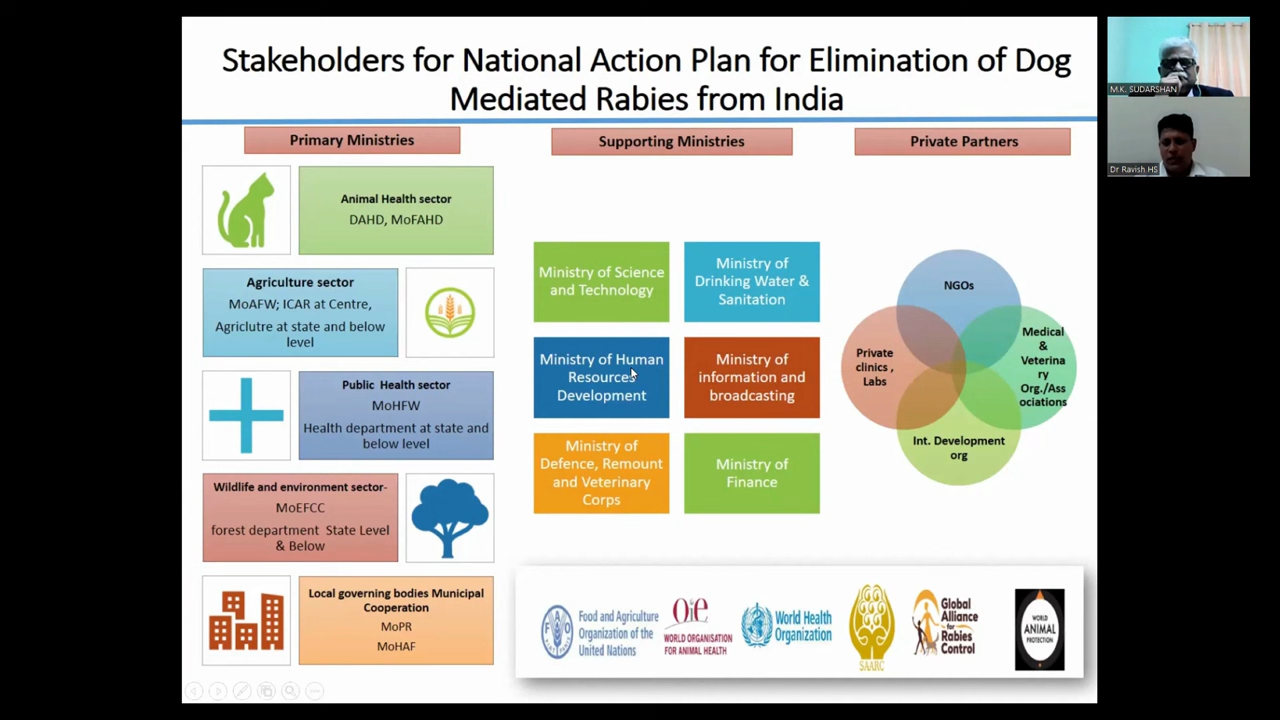 Stakeholders for National Action Plan for Elimination of Dog
Mediated Rabies from India
Primary Ministries
Animal Health sector
DAHD, MoFAHD
Agriculture sector
MoAFW; ICAR at Centre,
Agriclutre at state and below
level
Public Health sector
MoHFW
Health department at state and
below level
Wildlife and environment sector-
MoEFCC
forest department State Level
& Below
Local governing bodies Municipal
Cooperation
MoPR
MoHAF
Supporting Ministries
Ministry of Science
and Technology
Ministry of
Drinking Water &
Sanitation
Ministry of Human
Resources
Development
Ministry of
information and
broadcasting
Ministry of
Defence, Remount
and Veterinary
Corps
Ministry of
Finance
Private Partners
NGOs
Private
clinics ,
Labs
Medical
&
Veterina
ry
Org./Ass
ociations
Int. Development
org
Food and Agriculture
Organization of the
United Nations
Oie
WORLD ORGANISATION
FOR ANIMAL HEALTH
World Health
Organization
SAARC
Global
Alliance
for
Rabies
Control
WORLD
ANIMAL
PROTECTION
M.K. SUDARSHAN
Dr Ravish HS